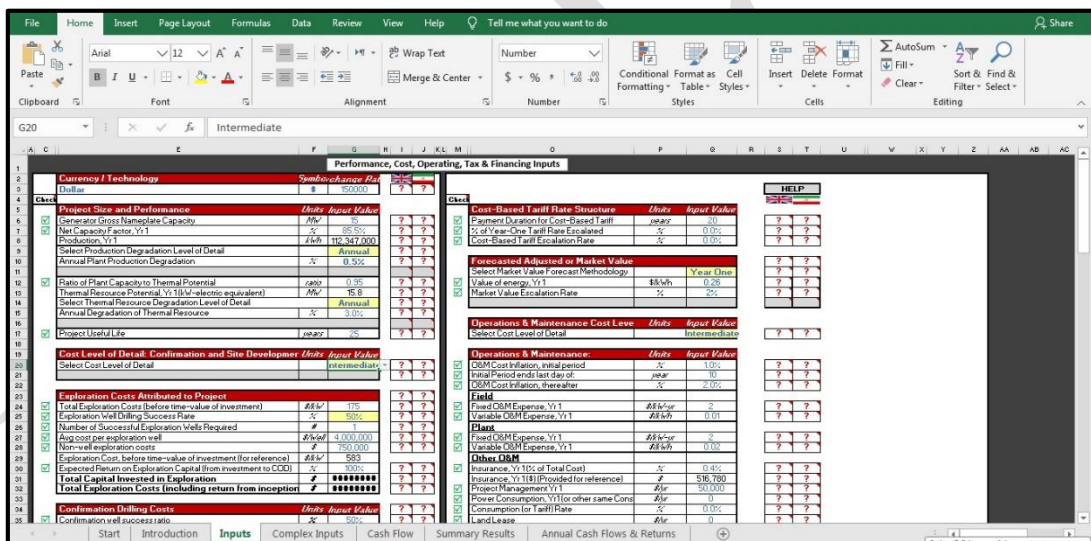 File Home Insert Page Layout Formulas Data Review View Help Tell me what you want to do Share
Paste
Arial 12
B I U
Wrap Text
Merge & Center
Number
$ - % ,
Conditional Formatting
Format as Table
Cell Styles
Insert Delete Format
AutoSum
Fill
Clear
Sort & Filter
Find & Select
Clipboard Font Alignment Number Styles Cells Editing
G20 fx Intermediate
A C E F G H I J K L M O P Q R S T U V X Y Z AA AB AC
Performance, Cost, Operating, Tax & Financing Inputs
Currency / Technology
Dollar $ 150000
Project Size and Performance Units Input Value
Generator Gross Nameplate Capacity MW 15
Net Capacity Factor, Yr 1 % 85.5%
Production, Yr 1 kWh 112,347,000
Select Production Degradation Level of Detail Annual
Annual Plant Production Degradation % 0.5%
Ratio of Plant Capacity to Thermal Potential ratio 0.95
Thermal Resource Potential, Yr 1(kW-electric equivalent) MW 15.8
Select Thermal Resource Degradation Level of Detail Annual
Annual Degradation of Thermal Resource % 3.0%
Project Useful Life years 25
Cost Level of Detail: Confirmation and Site Developmer Units Input Value
Select Cost Level of Detail
Exploration Costs Attributed to Project Units Input Value
Total Exploration Costs (before time-value of investment) $/kW 175
Exploration Well Drilling Success Rate % 50%
Number of Successful Exploration Wells Required # 1
Avg cost per exploration well $/well 4,000,000
Non-well exploration costs $ 750,000
Exploration Cost, before time-value of investment (for reference) $/kW 583
Expected Return on Exploration Capital (from investment to COD) % 100%
Total Capital Invested in Exploration $ ########
Total Exploration Costs (including return from inception $ ########
Confirmation Drilling Costs Units Input Value
Confirmation well success ratio % 50%
HELP
Cost-Based Tariff Rate Structure Units Input Value
Payment Duration for Cost-Based Tariff years 20
% of Year-One Tariff Rate Escalated % 0.0%
Cost-Based Tariff Escalation Rate % 0.0%
Forecasted Adjusted or Market Value
Select Market Value Forecast Methodology Year One
Value of energy, Yr 1 $/kWh 0.26
Market Value Escalation Rate % 2%
Operations & Maintenance Cost Leve Units Input Value
Select Cost Level of Detail Intermediate
Operations & Maintenance: Units Input Value
O&M Cost Inflation, initial period % 1.0%
Initial Period ends last day of: year 10
O&M Cost Inflation, thereafter % 2.0%
Field
Fixed O&M Expense, Yr 1 $/kW-yr 2
Variable O&M Expense, Yr 1 $/kWh 0.01
Plant
Fixed O&M Expense, Yr 1 $/kW-yr 2
Variable O&M Expense, Yr 1 $/kWh 0.02
Other O&M
Insurance, Yr 1(% of Total Cost) % 0.4%
Insurance, Yr 1($) (Provided for reference) $ 516,780
Project Management Yr 1 $/yr 50,000
Power Consumption, Yr 1(or other same Cons $/yr 0
Consumption (or Tariff) Rate % 0.0%
Land Lease $/yr 0
Start Introduction Inputs Complex Inputs Cash Flow Summary Results Annual Cash Flows & Returns